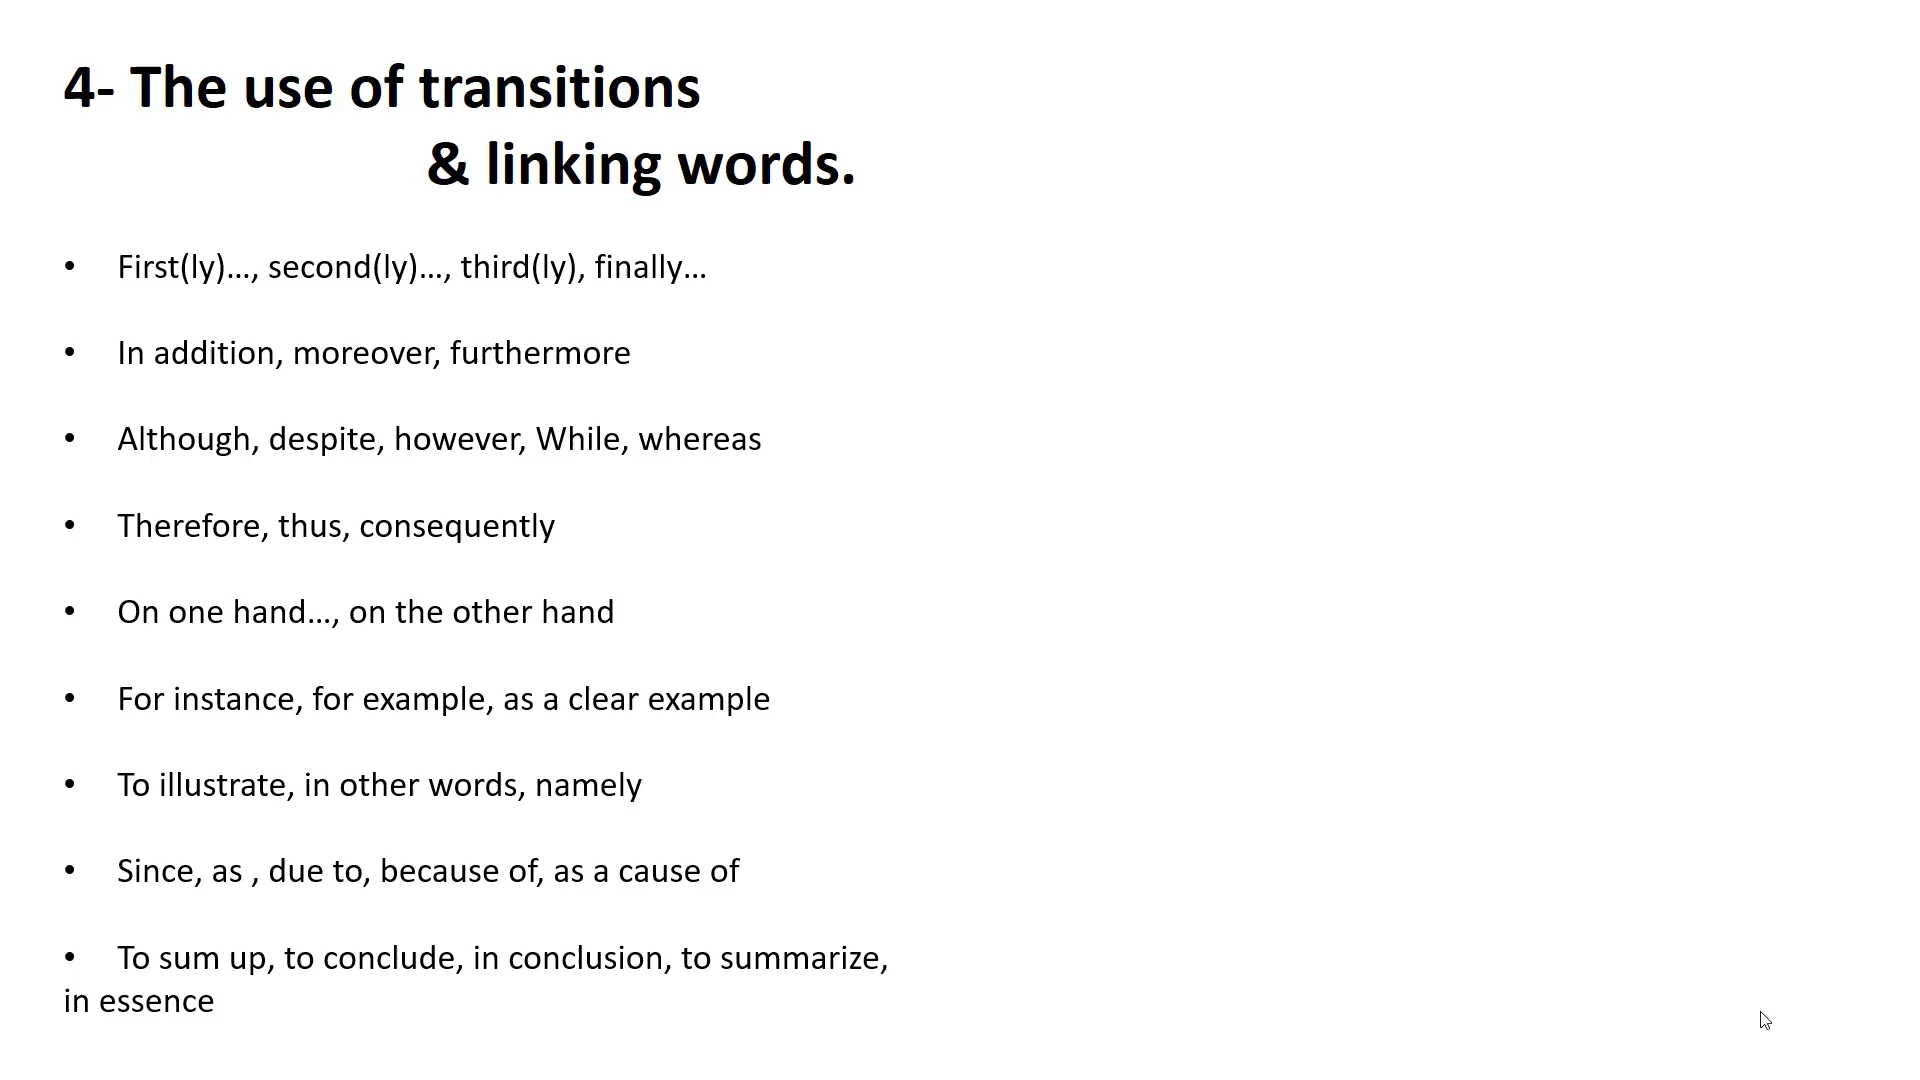 4- The use of transitions
& linking words.
• First(ly)…, second(ly)…, third(ly), finally…
• In addition, moreover, furthermore
• Although, despite, however, While, whereas
• Therefore, thus, consequently
• On one hand…, on the other hand
• For instance, for example, as a clear example
• To illustrate, in other words, namely
• Since, as , due to, because of, as a cause of
• To sum up, to conclude, in conclusion, to summarize,
in essence